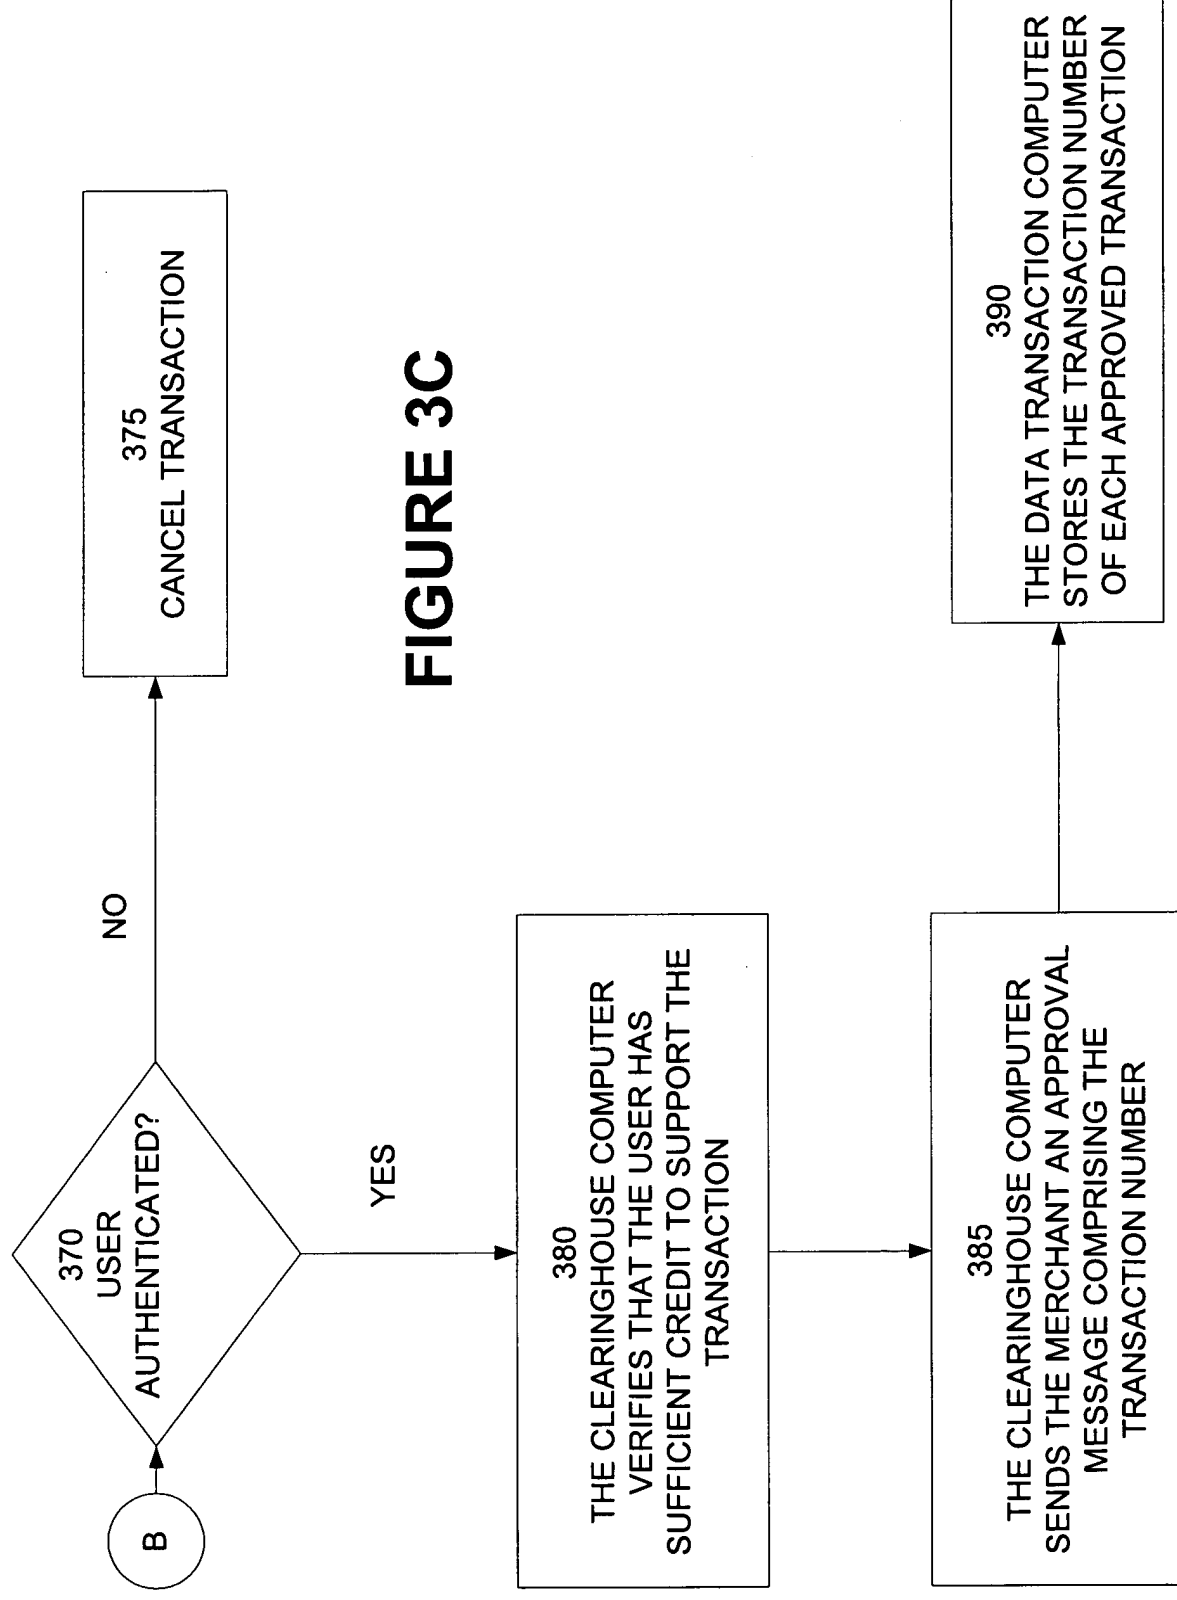 B
370
USER
AUTHENTICATED?
NO
375
CANCEL TRANSACTION
YES
FIGURE 3C
380
THE CLEARINGHOUSE COMPUTER
VERIFIES THAT THE USER HAS
SUFFICIENT CREDIT TO SUPPORT THE
TRANSACTION
385
THE CLEARINGHOUSE COMPUTER
SENDS THE MERCHANT AN APPROVAL
MESSAGE COMPRISING THE
TRANSACTION NUMBER
390
THE DATA TRANSACTION COMPUTER
STORES THE TRANSACTION NUMBER
OF EACH APPROVED TRANSACTION